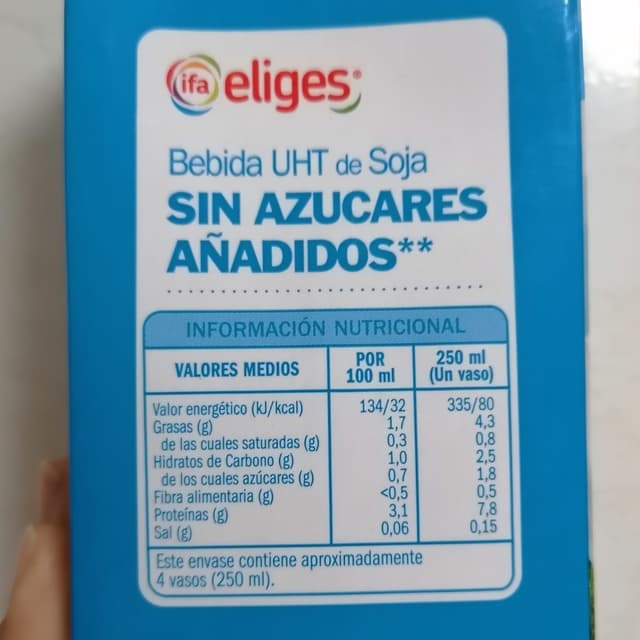 ifa eliges®
Bebida UHT de Soja
SIN AZUCARES
AÑADIDOS**
INFORMACIÓN NUTRICIONAL
VALORES MEDIOS POR 100 ml 250 ml (Un vaso)
Valor energético (kJ/kcal) 134/32 335/80
Grasas (g) 1,7 4,3
de las cuales saturadas (g) 0,3 0,8
Hidratos de Carbono (g) 1,0 2,5
de los cuales azúcares (g) 0,7 1,8
Fibra alimentaria (g) <0,5 0,5
Proteínas (g) 3,1 7,8
Sal (g) 0,06 0,15
Este envase contiene aproximadamente
4 vasos (250 ml).